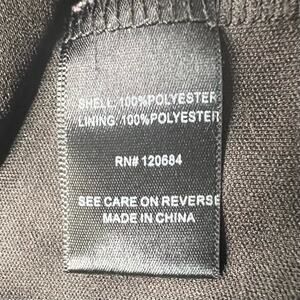 SHELL: 100%POLYESTER
LINING: 100%POLYESTER
RN# 120684
SEE CARE ON REVERSE
MADE IN CHINA